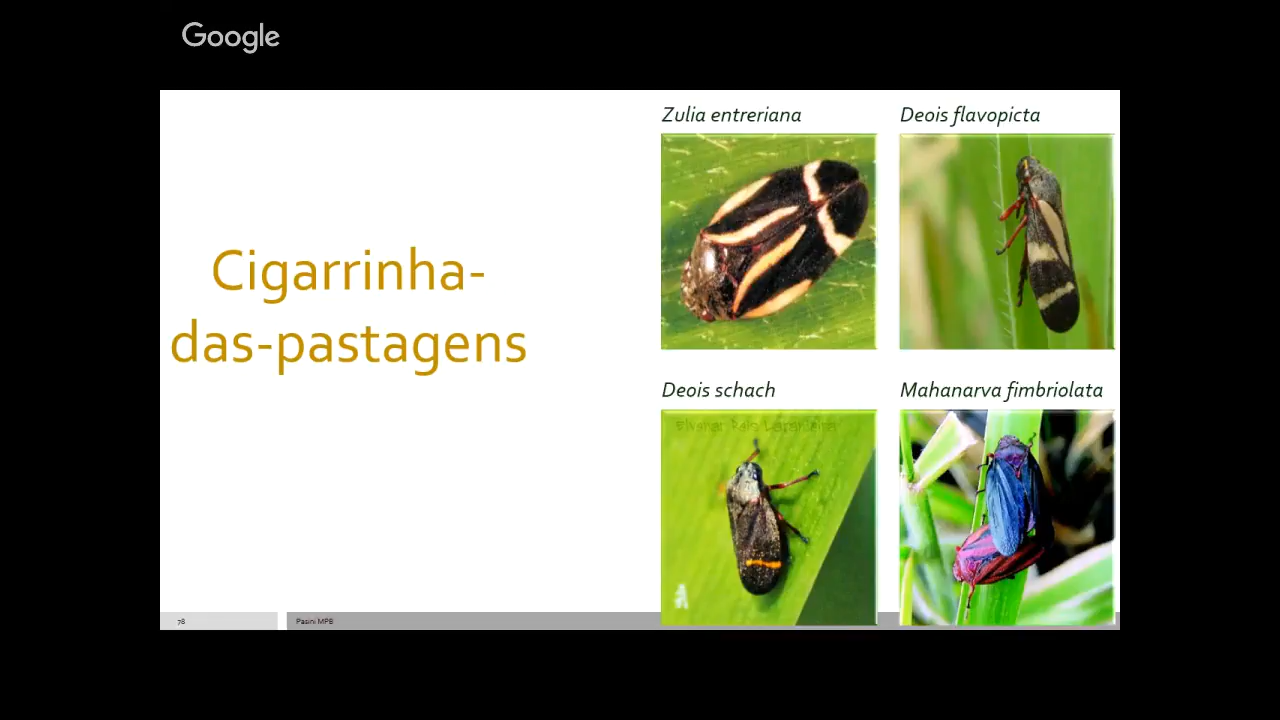 Google
Cigarrinha-
das-pastagens
Zulia entreriana
Deois flavopicta
Deois schach
Mahanarva fimbriolata
A
78
Pasini MPB